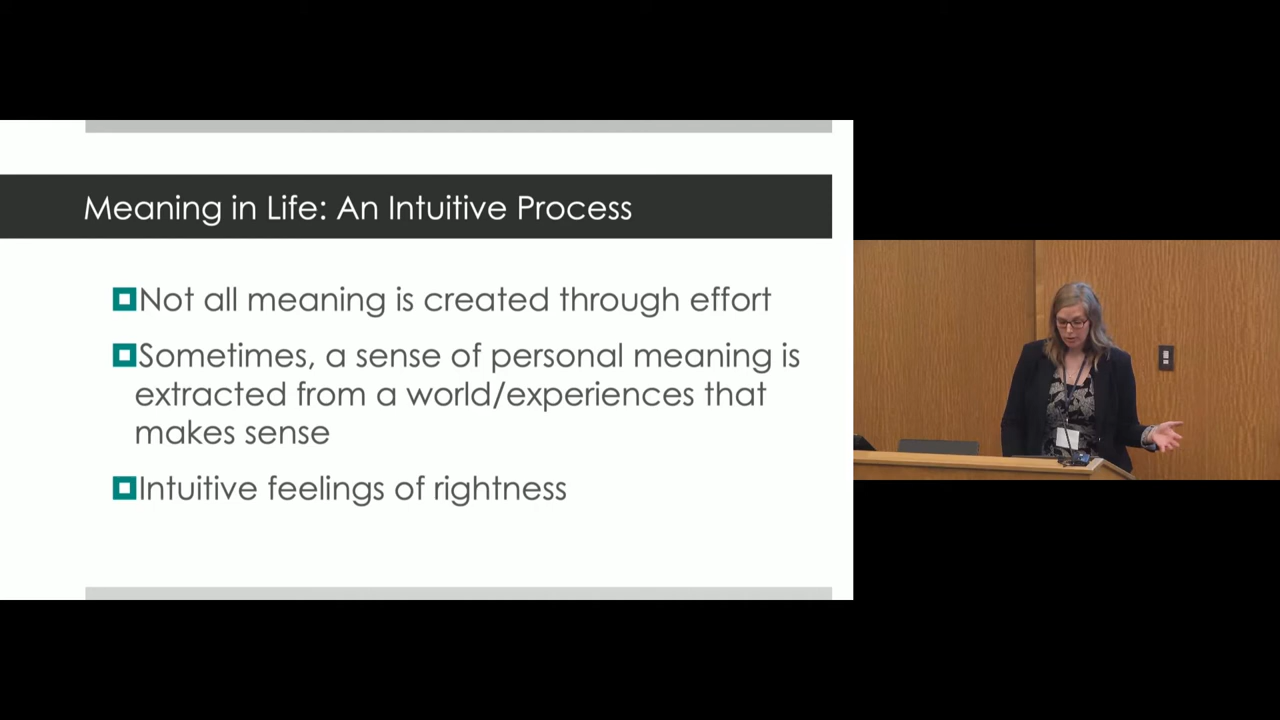 Meaning in Life: An Intuitive Process
Not all meaning is created through effort
Sometimes, a sense of personal meaning is
extracted from a world/experiences that
makes sense
Intuitive feelings of rightness